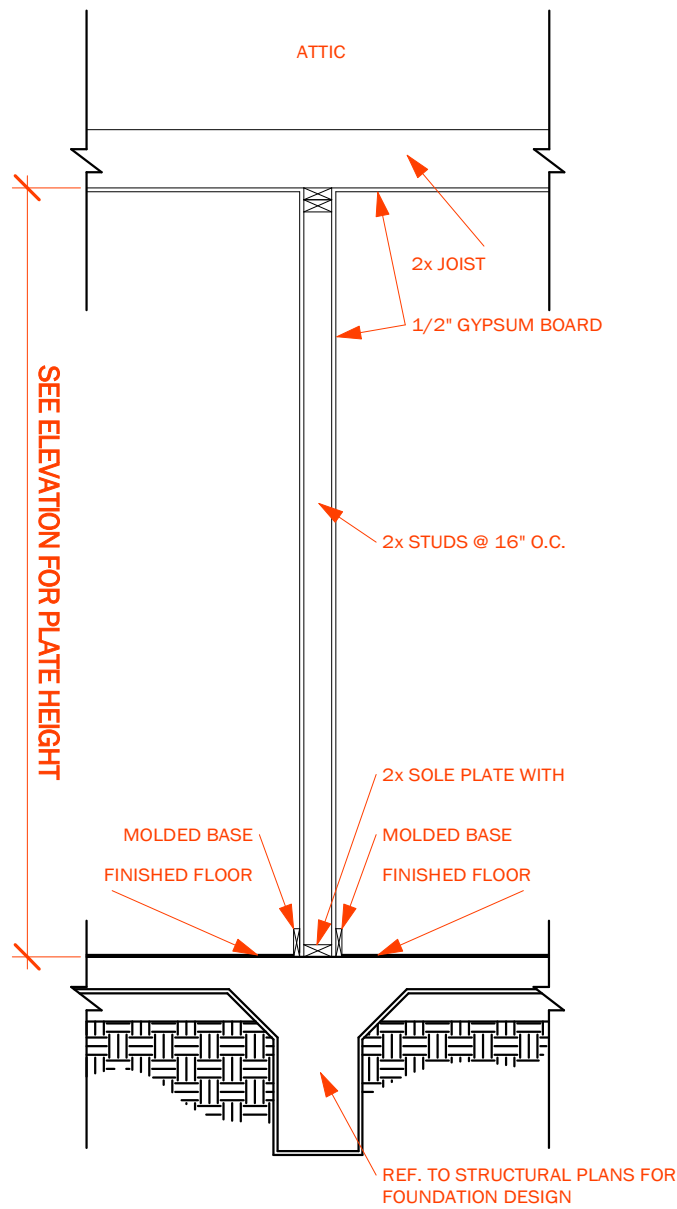 ATTIC
2x JOIST
1/2" GYPSUM BOARD
SEE ELEVATION FOR PLATE HEIGHT
2x STUDS @ 16" O.C.
2x SOLE PLATE WITH
MOLDED BASE
MOLDED BASE
FINISHED FLOOR
FINISHED FLOOR
REF. TO STRUCTURAL PLANS FOR
FOUNDATION DESIGN